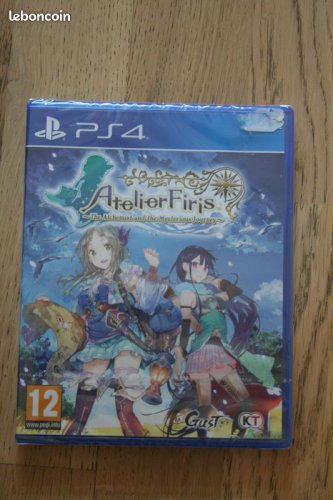 leboncoin
PS4
Atelier Firis
~The Alchemist and the Mysterious Journey~
12
www.pegi.info
Gust
KT